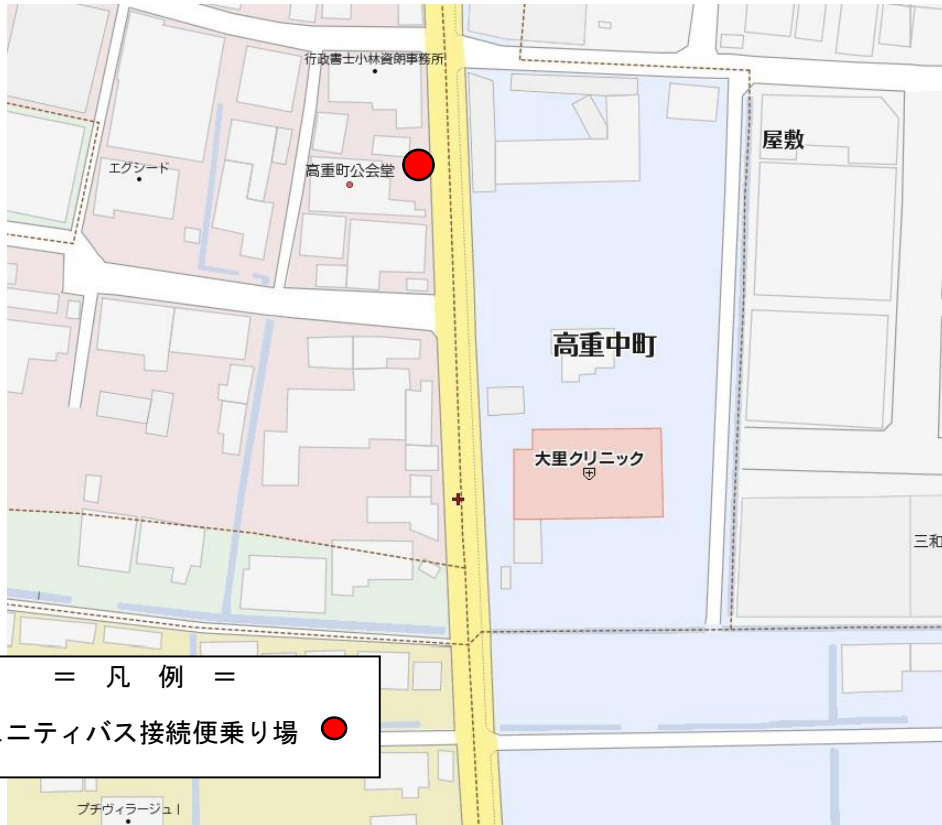 行政書士小林資朗事務所
屋敷
エグシード
高重町公会堂
高重中町
大里クリニック
三和
＝ 凡 例 ＝
ュニティバス接続便乗り場
プチヴィラージュⅠ